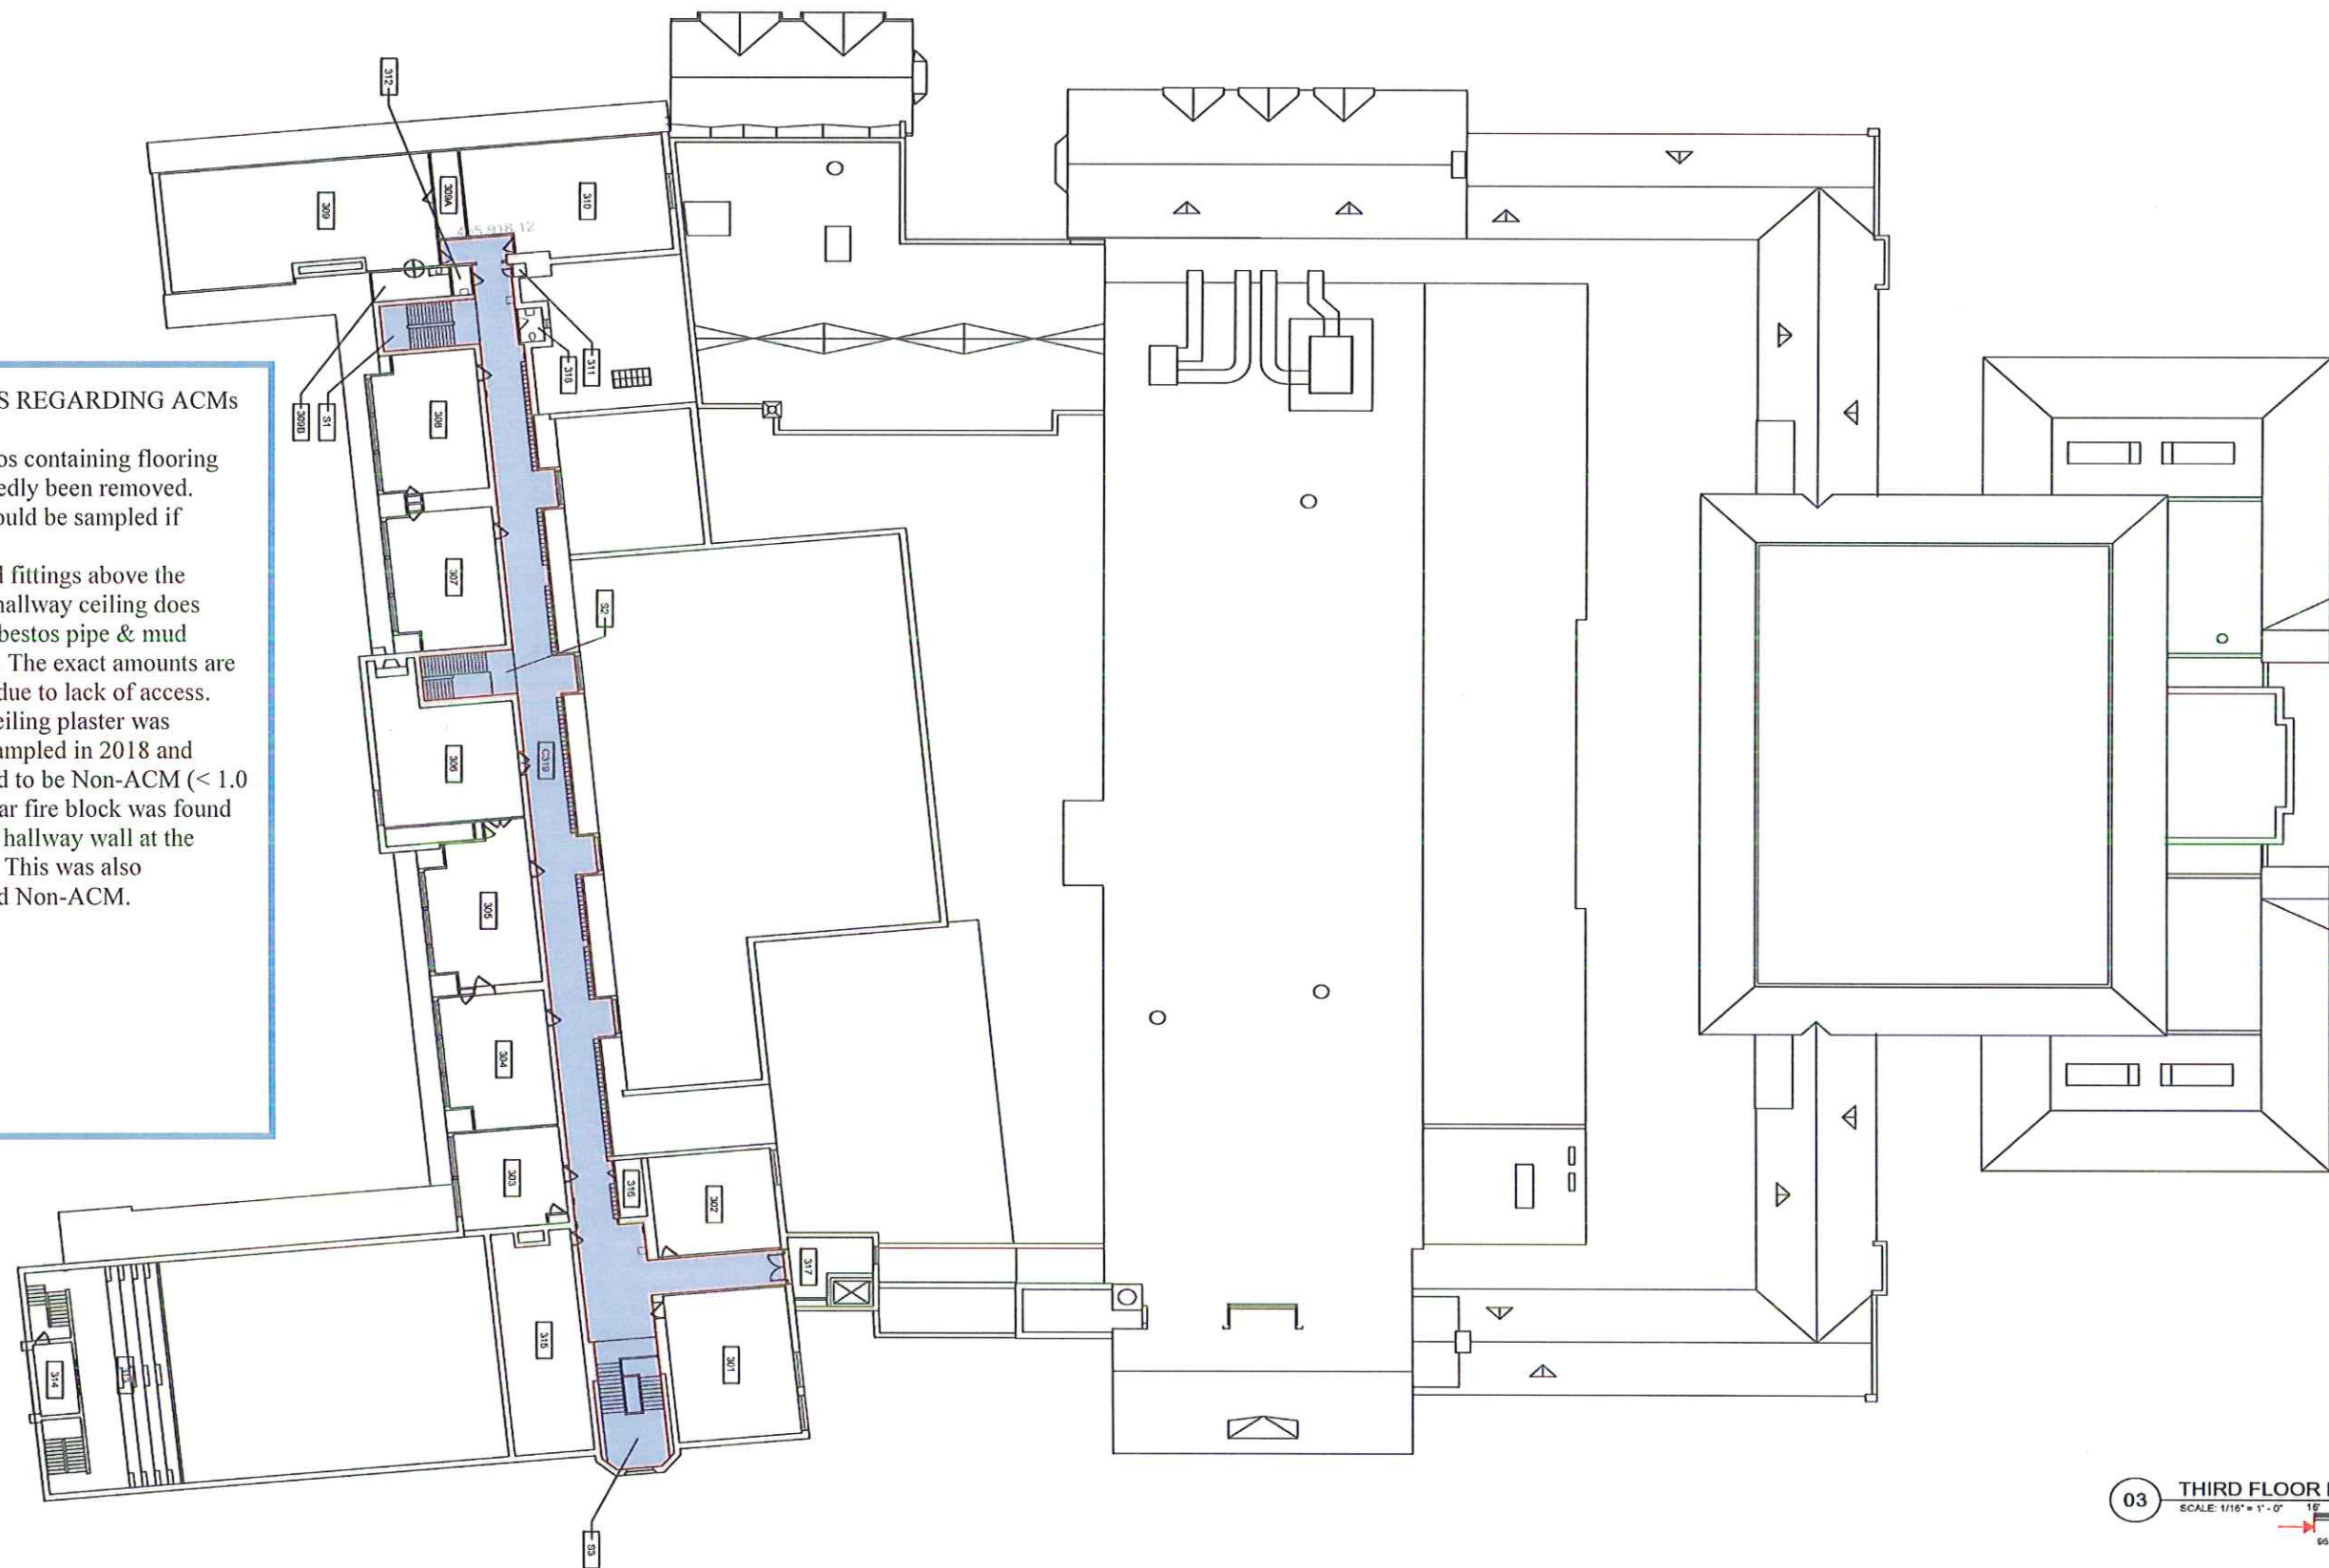 S REGARDING ACMs
os containing flooring
edly been removed.
ould be sampled if
l fittings above the
hallway ceiling does
bestos pipe & mud
. The exact amounts are
due to lack of access.
eiling plaster was
ampled in 2018 and
d to be Non-ACM (< 1.0
ar fire block was found
hallway wall at the
. This was also
d Non-ACM.
312
309
309A
310
309B
S1
311
308
307
S2
306
C319
305
304
303
316
302
317
315
301
314
S3
03
THIRD FLOOR
SCALE: 1/16" = 1' - 0"
16'